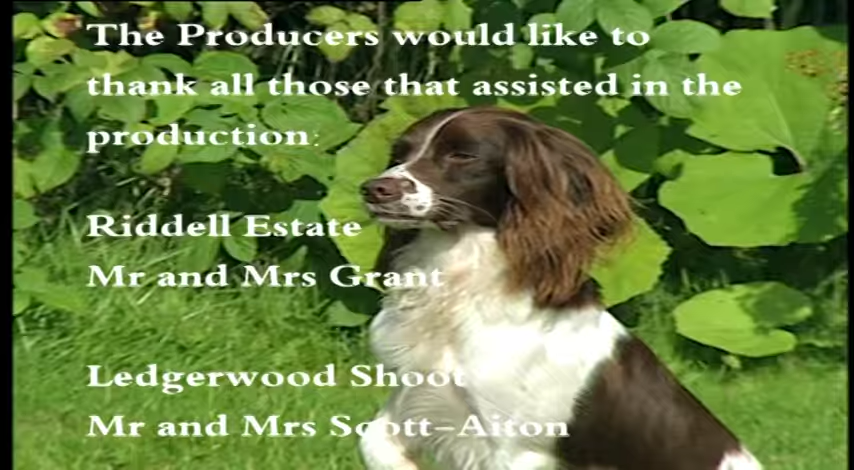 The Producers would like to
thank all those that assisted in the
production:
Riddell Estate
Mr and Mrs Grant
Ledgerwood Shoot
Mr and Mrs Scott-Aiton